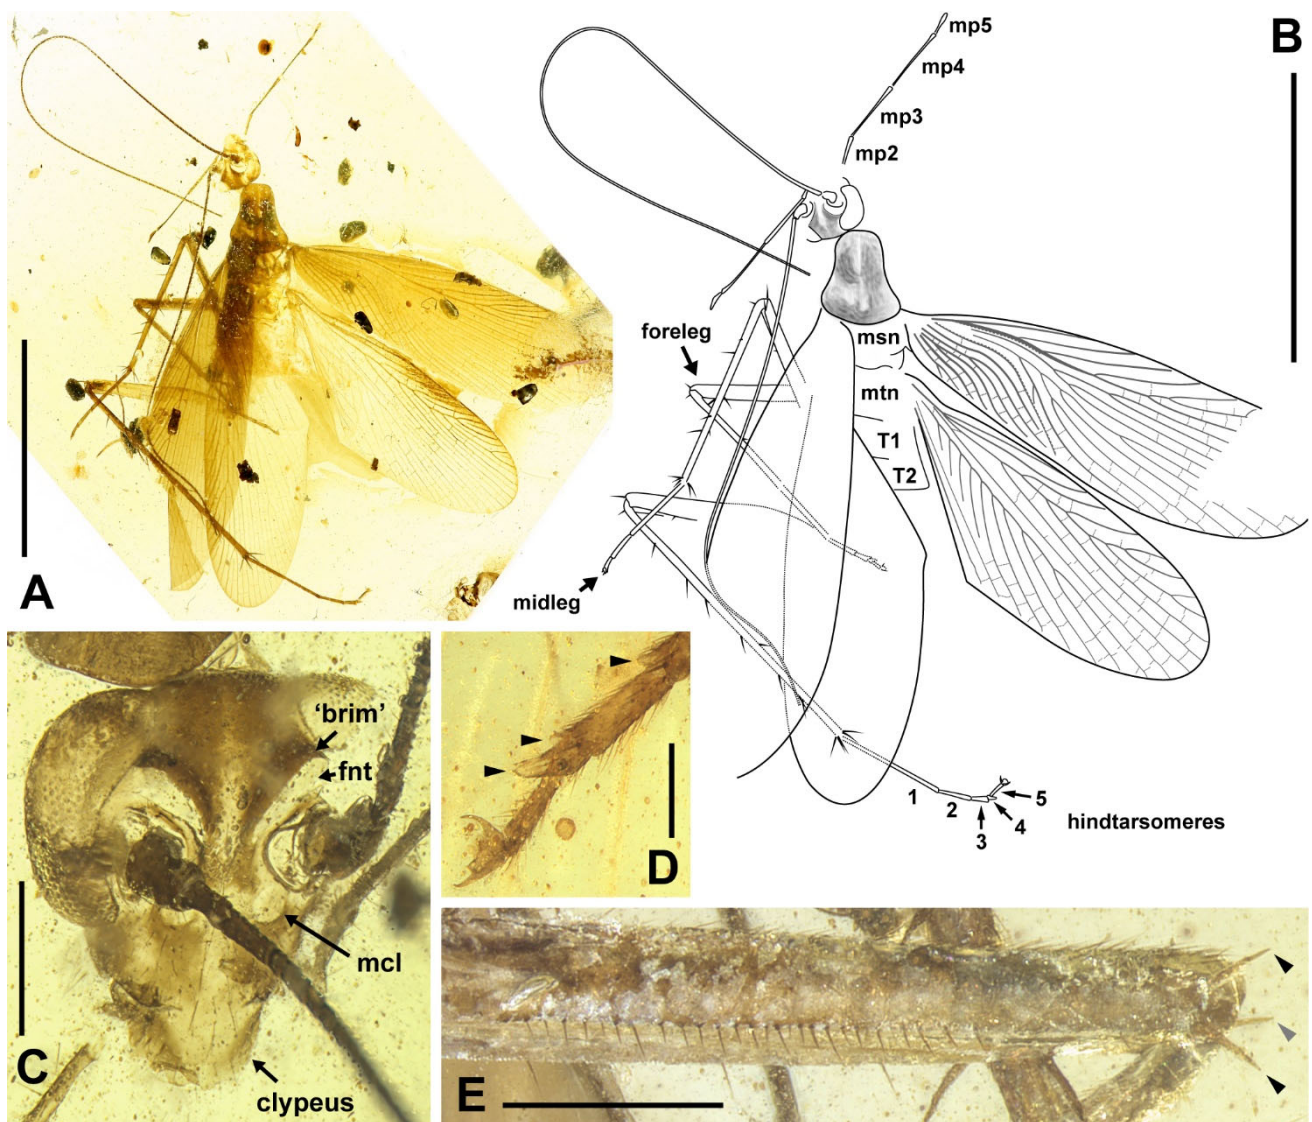 A
B
mp5
mp4
mp3
mp2
foreleg
msn
mtn
T1
T2
midleg
1
2
3
4
5
hindtarsomeres
C
'brim'
fnt
mcl
clypeus
D
E